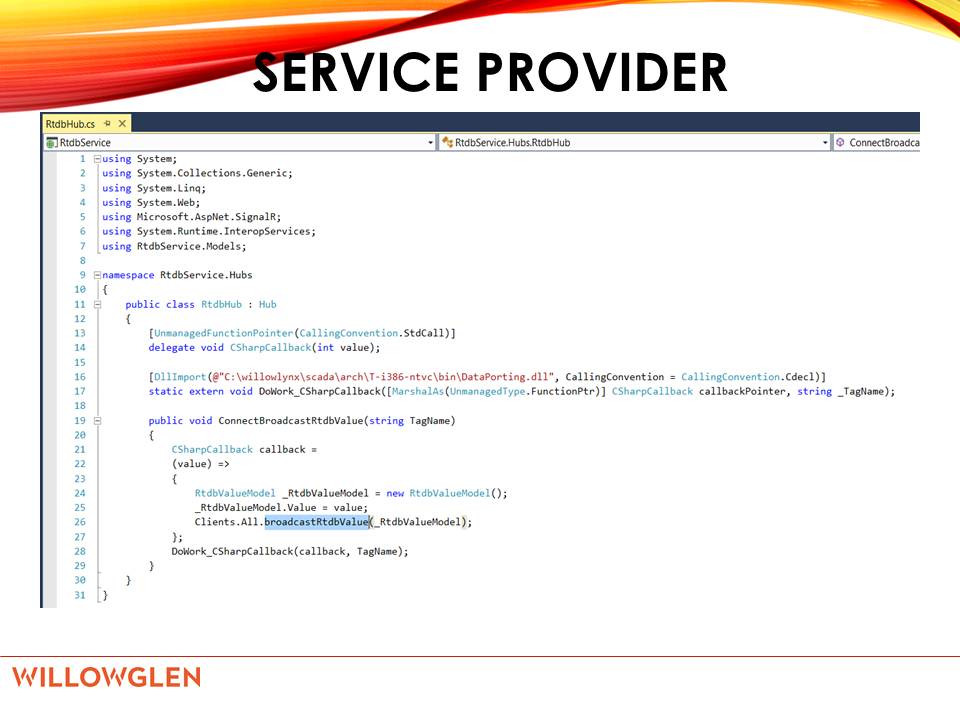 SERVICE PROVIDER
RtdbHub.cs
RtdbService RtdbService.Hubs.RtdbHub ConnectBroadca
1 using System;
2 using System.Collections.Generic;
3 using System.Linq;
4 using System.Web;
5 using Microsoft.AspNet.SignalR;
6 using System.Runtime.InteropServices;
7 using RtdbService.Models;
8
9 namespace RtdbService.Hubs
10 {
11 public class RtdbHub : Hub
12 {
13 [UnmanagedFunctionPointer(CallingConvention.StdCall)]
14 delegate void CSharpCallback(int value);
15
16 [DllImport(@"C:\willowlynx\scada\arch\T-i386-ntvc\bin\DataPorting.dll", CallingConvention = CallingConvention.Cdecl)]
17 static extern void DoWork_CSharpCallback([MarshalAs(UnmanagedType.FunctionPtr)] CSharpCallback callbackPointer, string _TagName);
18
19 public void ConnectBroadcastRtdbValue(string TagName)
20 {
21 CSharpCallback callback =
22 (value) =>
23 {
24 RtdbValueModel _RtdbValueModel = new RtdbValueModel();
25 _RtdbValueModel.Value = value;
26 Clients.All.broadcastRtdbValue(_RtdbValueModel);
27 };
28 DoWork_CSharpCallback(callback, TagName);
29 }
30 }
31 }
WILLOWGLEN